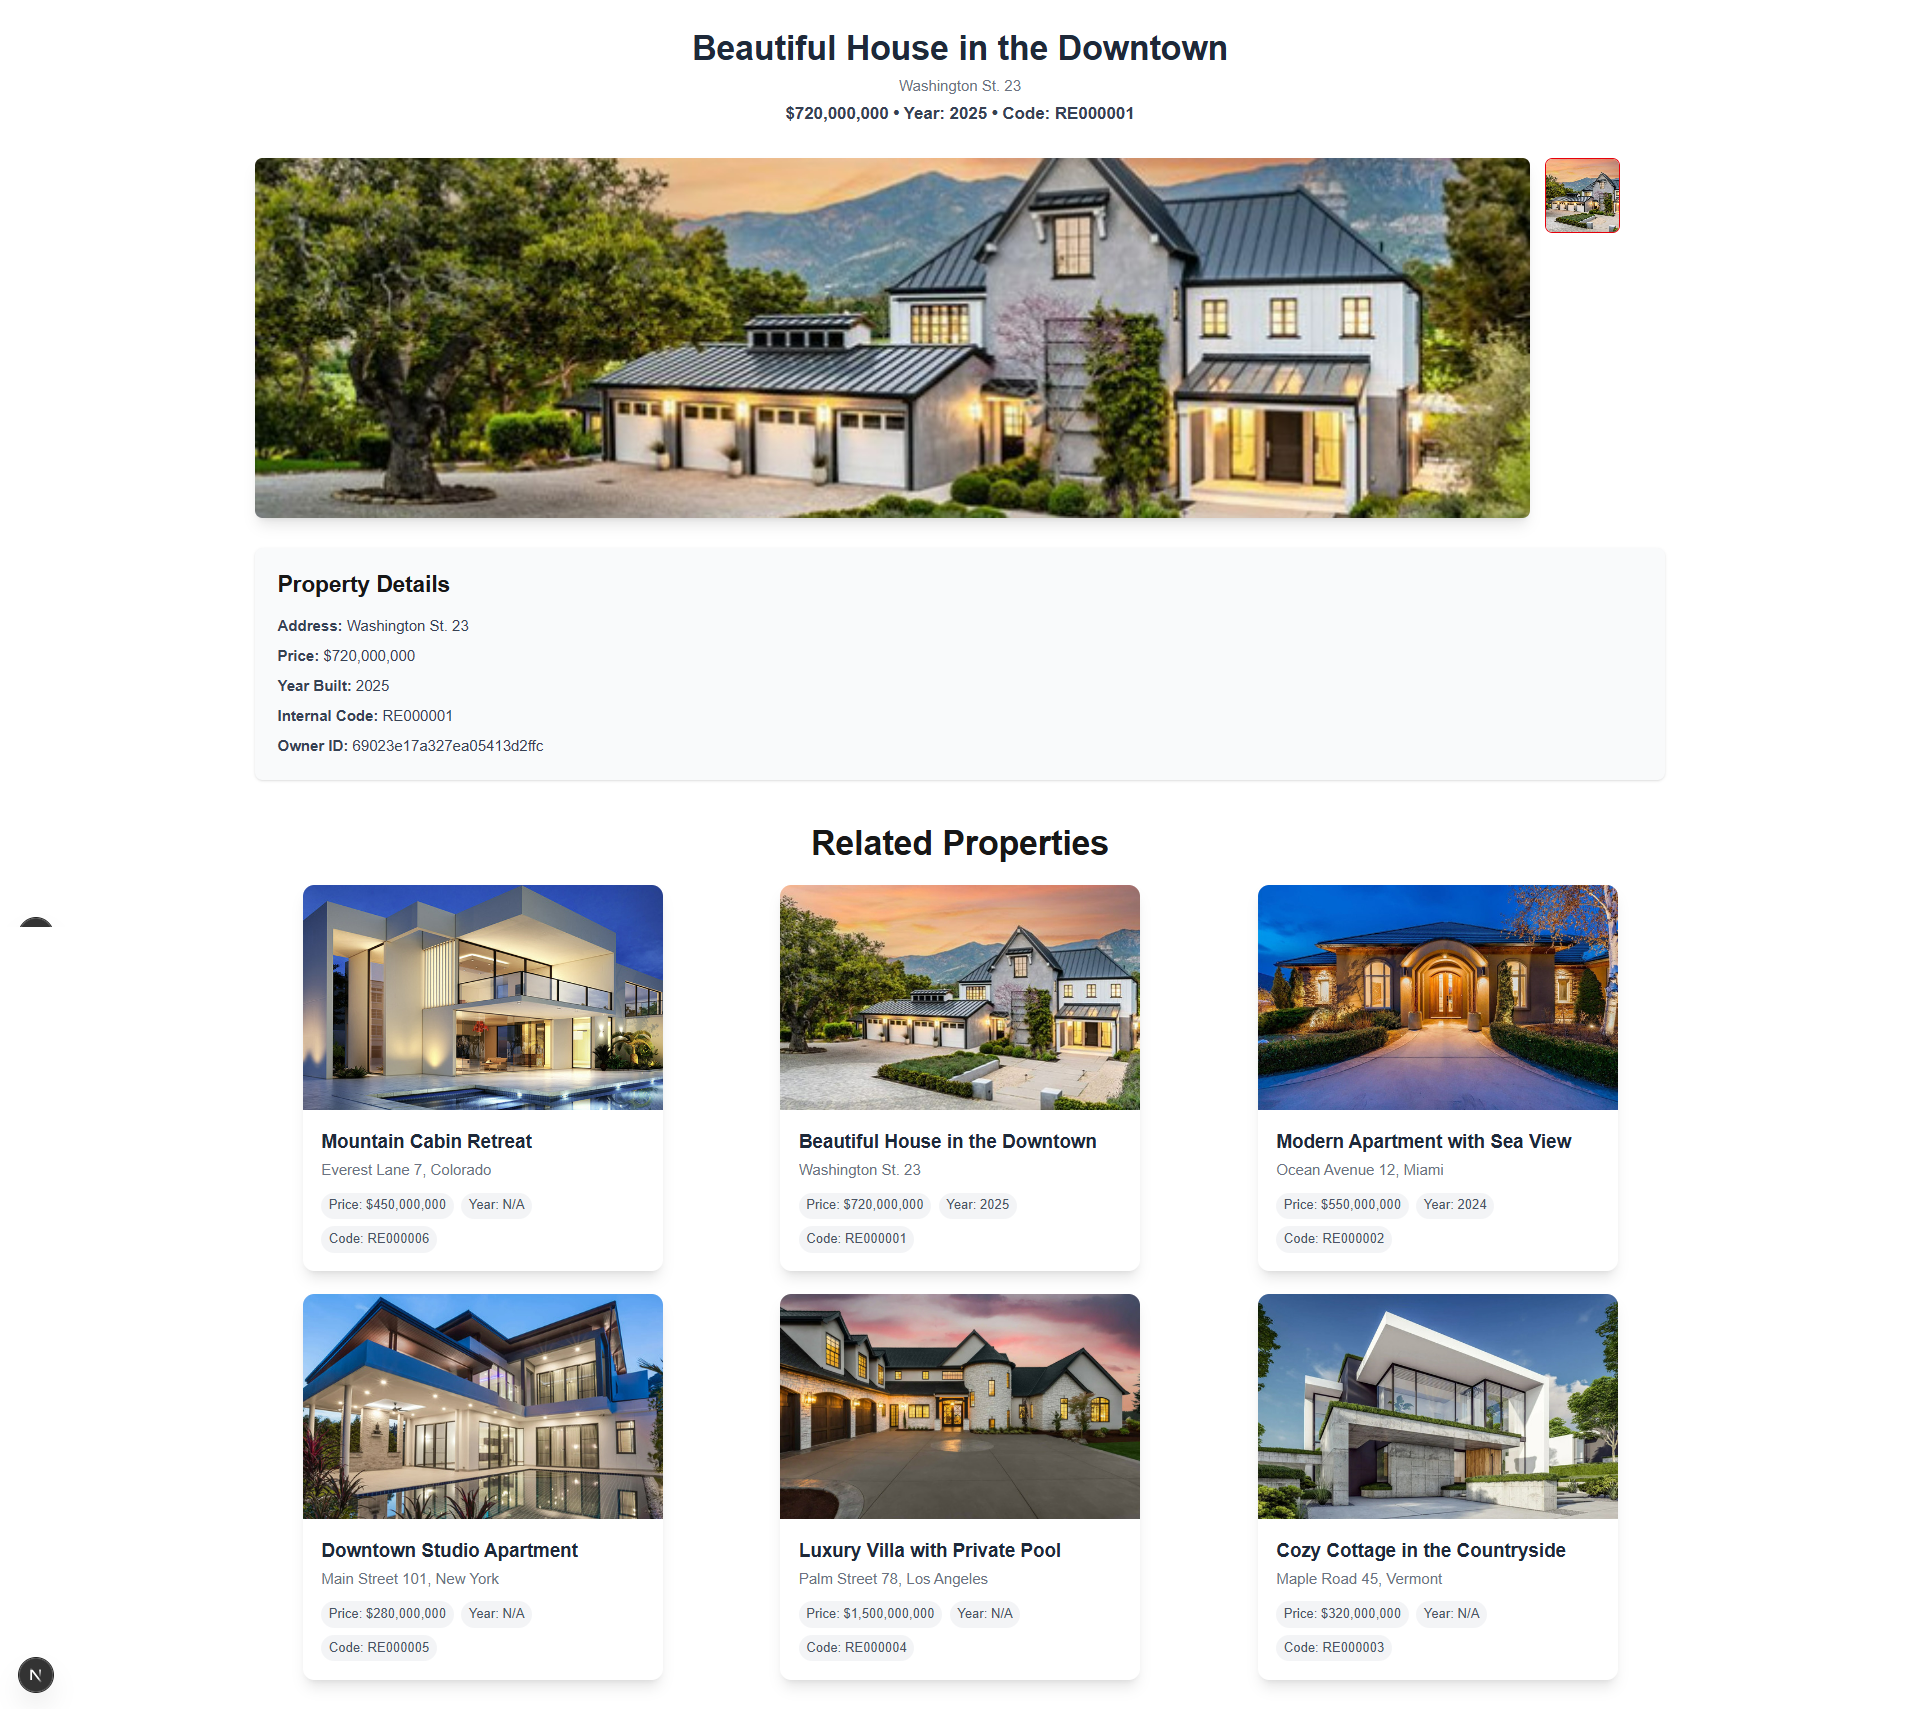 Beautiful House in the Downtown
Washington St. 23
$720,000,000 • Year: 2025 • Code: RE000001
Property Details
Address: Washington St. 23
Price: $720,000,000
Year Built: 2025
Internal Code: RE000001
Owner ID: 69023e17a327ea05413d2ffc
Related Properties
Mountain Cabin Retreat
Everest Lane 7, Colorado
Price: $450,000,000 Year: N/A
Code: RE000006
Beautiful House in the Downtown
Washington St. 23
Price: $720,000,000 Year: 2025
Code: RE000001
Modern Apartment with Sea View
Ocean Avenue 12, Miami
Price: $550,000,000 Year: 2024
Code: RE000002
Downtown Studio Apartment
Main Street 101, New York
Price: $280,000,000 Year: N/A
Code: RE000005
Luxury Villa with Private Pool
Palm Street 78, Los Angeles
Price: $1,500,000,000 Year: N/A
Code: RE000004
Cozy Cottage in the Countryside
Maple Road 45, Vermont
Price: $320,000,000 Year: N/A
Code: RE000003
N